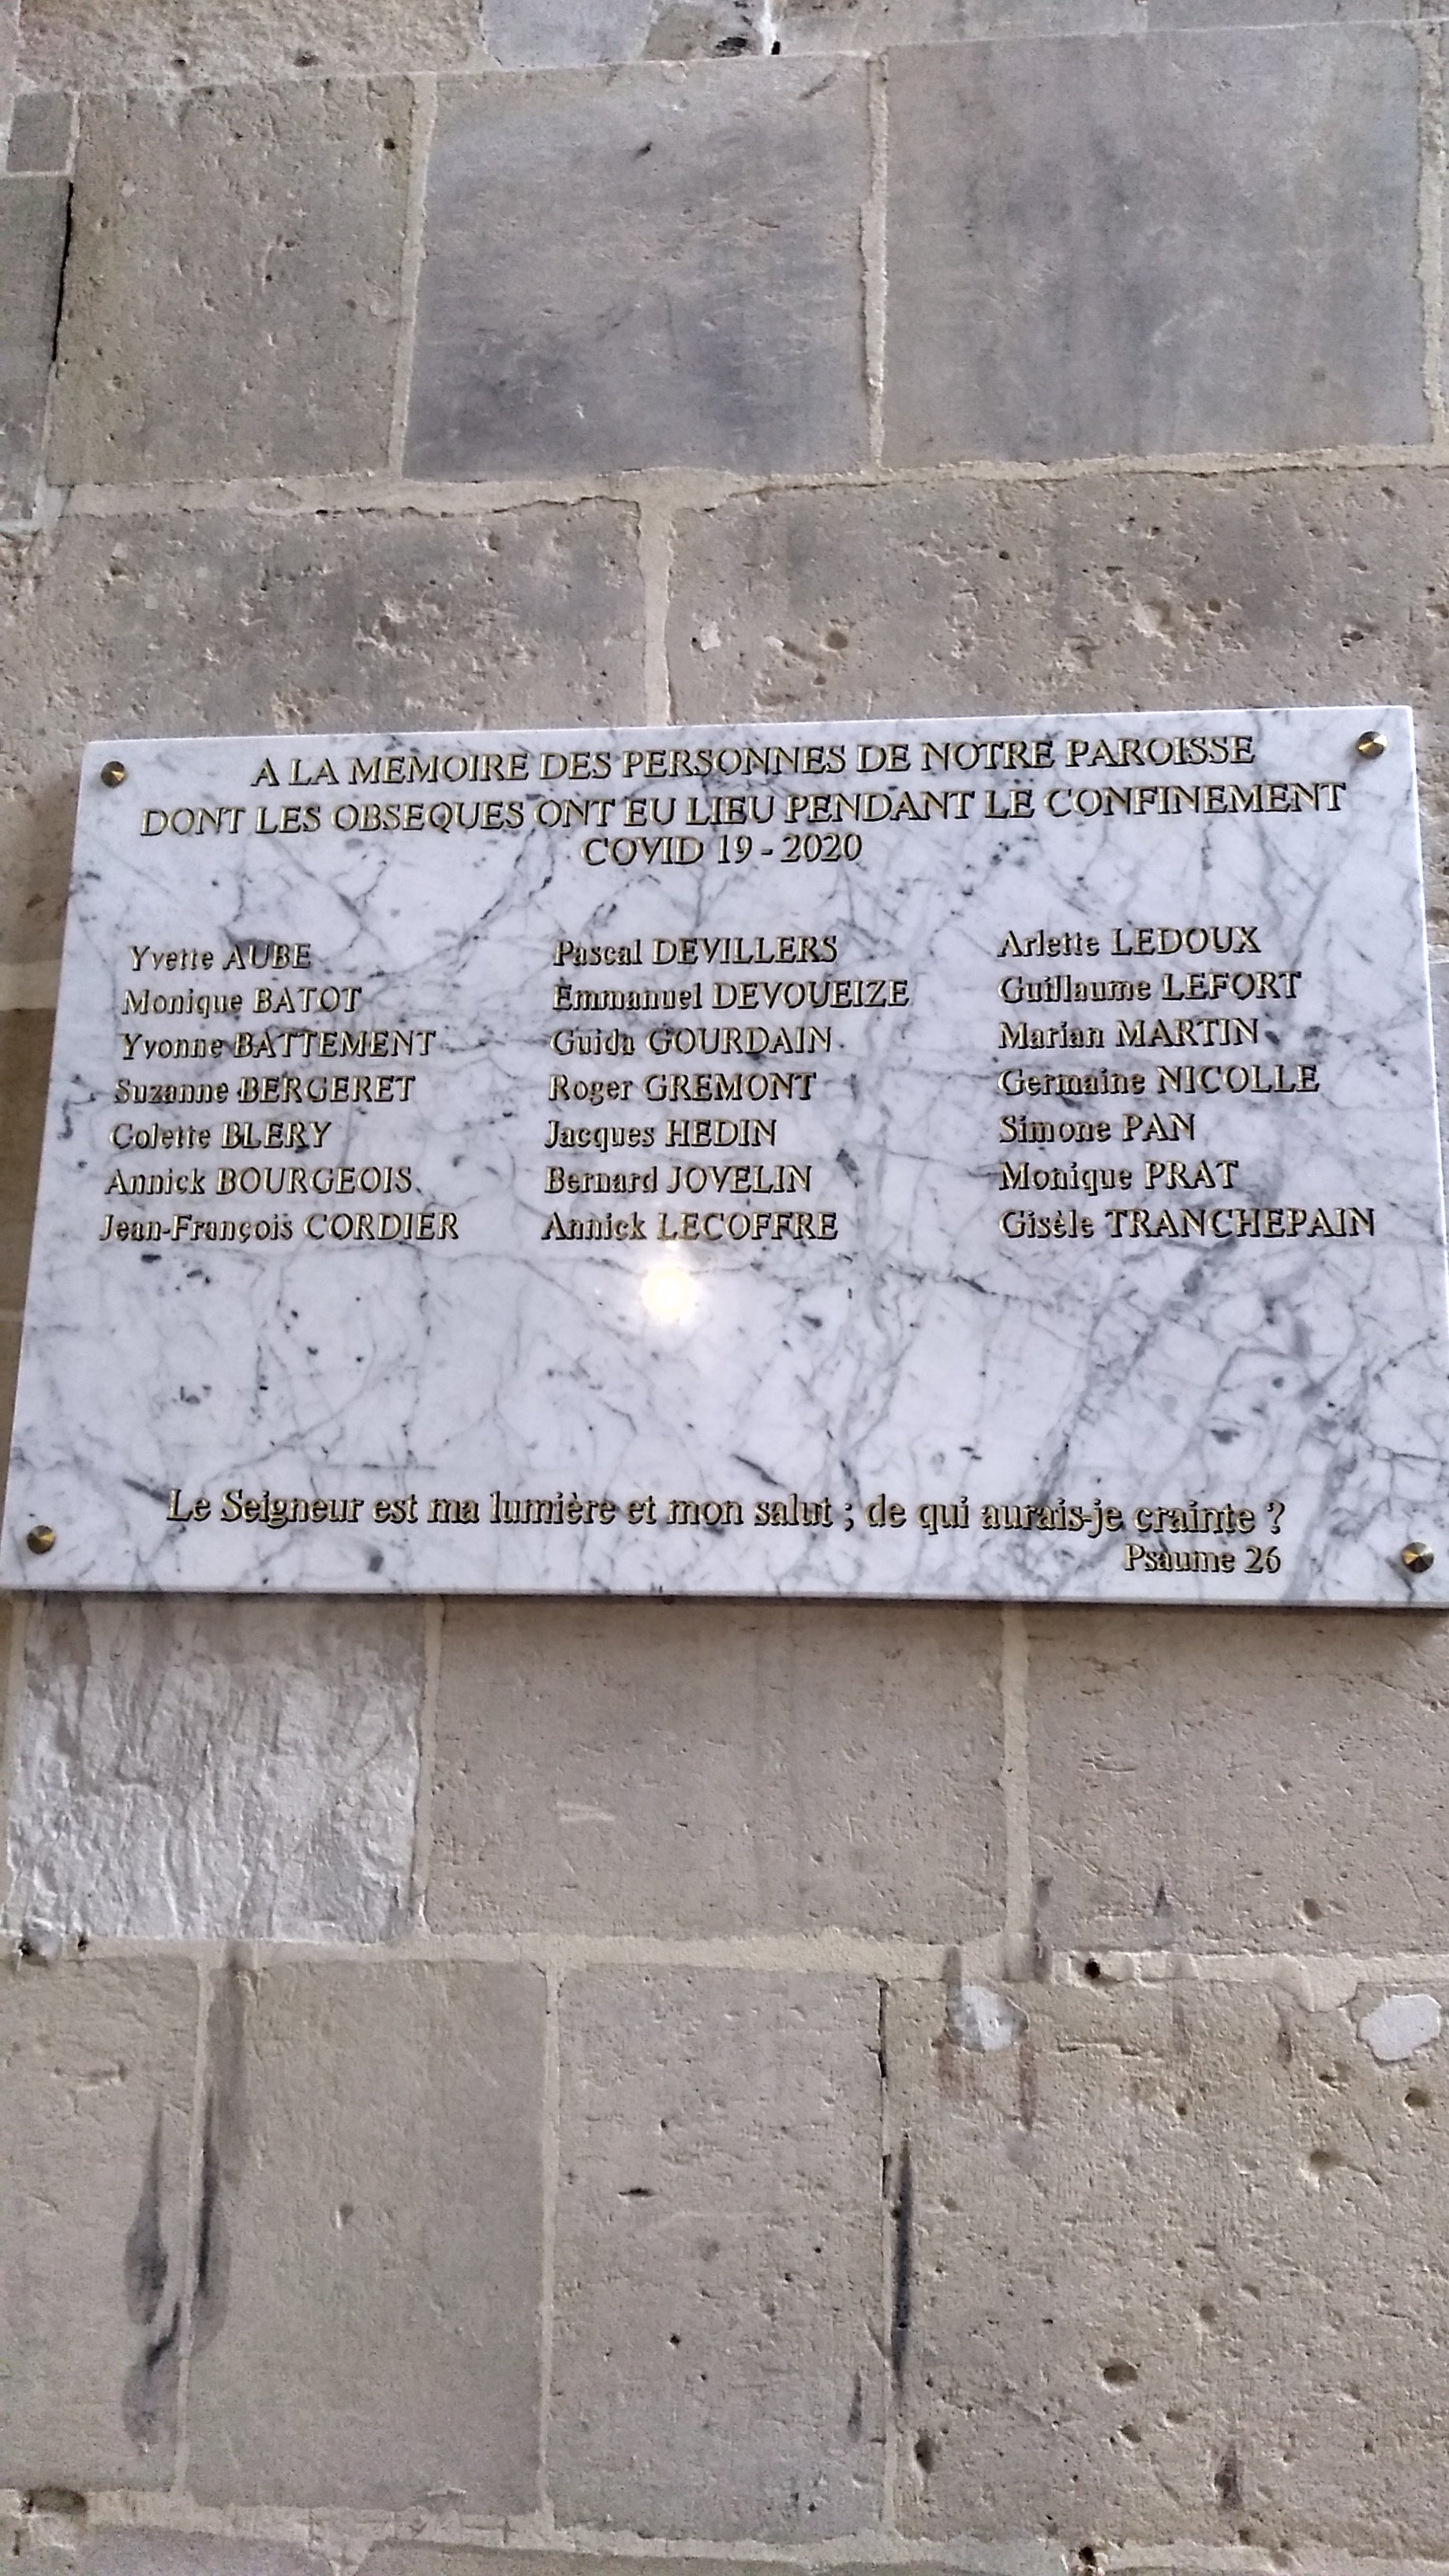 A LA MEMOIRE DES PERSONNES DE NOTRE PAROISSE
DONT LES OBSEQUES ONT EU LIEU PENDANT LE CONFINEMENT
COVID 19 - 2020
Yvette AUBE
Monique BATOT
Yvonne BATTEMENT
Suzanne BERGERET
Colette BLERY
Annick BOURGEOIS
Jean-François CORDIER
Pascal DEVILLERS
Emmanuel DEVOUEIZE
Guida GOURDAIN
Roger GREMONT
Jacques HEDIN
Bernard JOVELIN
Annick LECOFFRE
Arlette LEDOUX
Guillaume LEFORT
Marian MARTIN
Germaine NICOLLE
Simone PAN
Monique PRAT
Gisèle TRANCHEPAIN
Le Seigneur est ma lumière et mon salut ; de qui aurais-je crainte ?
Psaume 26